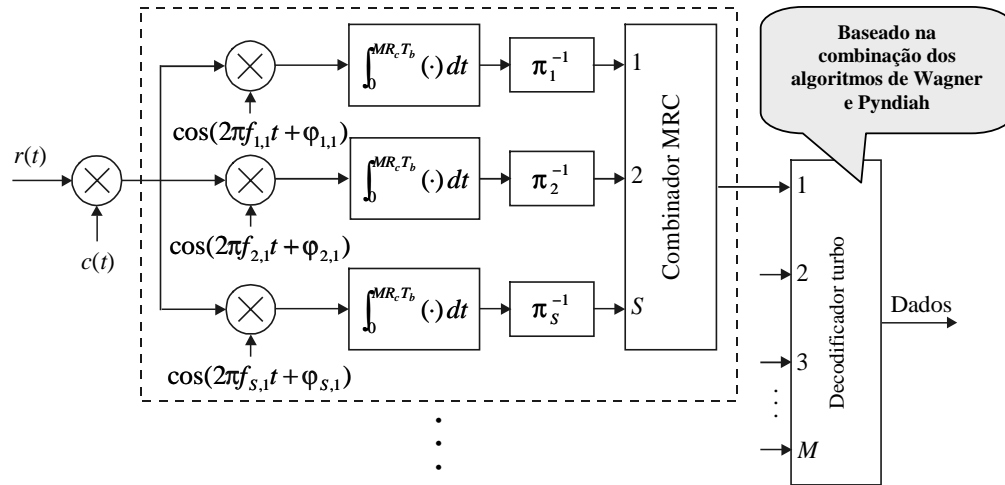 Baseado na
combinação dos
algoritmos de Wagner
e Pyndiah
∫₀^{MR_cT_b} (·) dt
π₁⁻¹
1
cos(2πf₁,₁t + φ₁,₁)
r(t)
c(t)
∫₀^{MR_cT_b} (·) dt
π₂⁻¹
2
cos(2πf₂,₁t + φ₂,₁)
∫₀^{MR_cT_b} (·) dt
π_S⁻¹
S
cos(2πf_{S,1}t + φ_{S,1})
Combinador MRC
1
2
3
M
Decodificador turbo
Dados